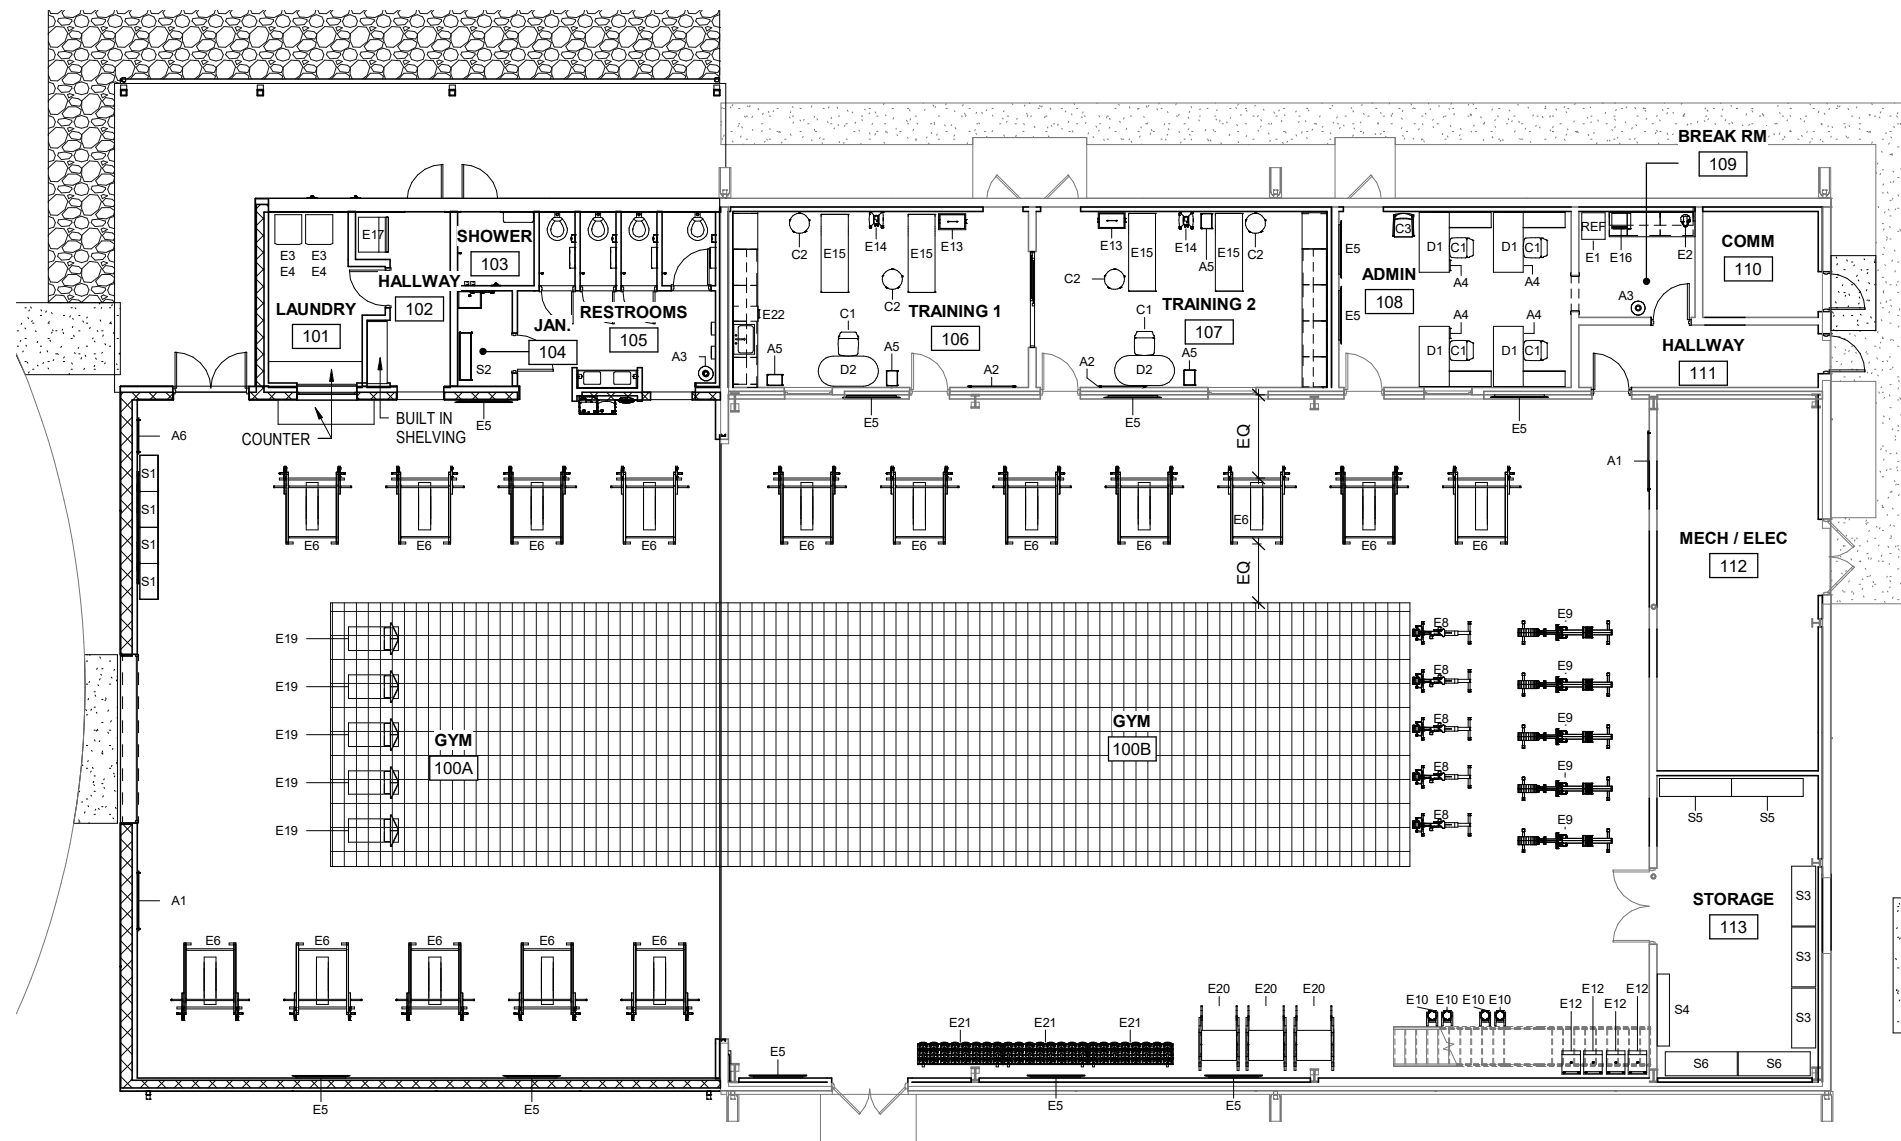 BREAK RM
109
E17
SHOWER
103
E3
E3
E4
E4
HALLWAY
102
LAUNDRY
101
JAN.
104
RESTROOMS
105
S2
A3
C2
E15
E14
E15
E13
C2
TRAINING 1
106
E22
C1
A5
D2
A5
A2
E13
E15
E14
A5
E15
C2
C2
TRAINING 2
107
C1
A2
D2
A5
E5
E5
C3
ADMIN
108
D1
C1
A4
D1
C1
A4
A4
A4
D1
C1
D1
C1
REF
E1
E16
E2
A3
COMM
110
HALLWAY
111
COUNTER
BUILT IN
SHELVING
E5
E5
E5
E5
A6
S1
S1
S1
S1
EQ
EQ
A1
E6
E6
E6
E6
E6
E6
E6
E6
E6
E6
E6
MECH / ELEC
112
E19
E19
E19
E19
E19
GYM
100A
GYM
100B
E8
E8
E8
E8
E8
E9
E9
E9
E9
E9
S5
S5
A1
STORAGE
113
S3
S3
S3
S4
S6
S6
E6
E6
E6
E6
E6
E20
E20
E20
E10
E10
E10
E10
E12
E12
E12
E12
E21
E21
E21
E5
E5
E5
E5
E5